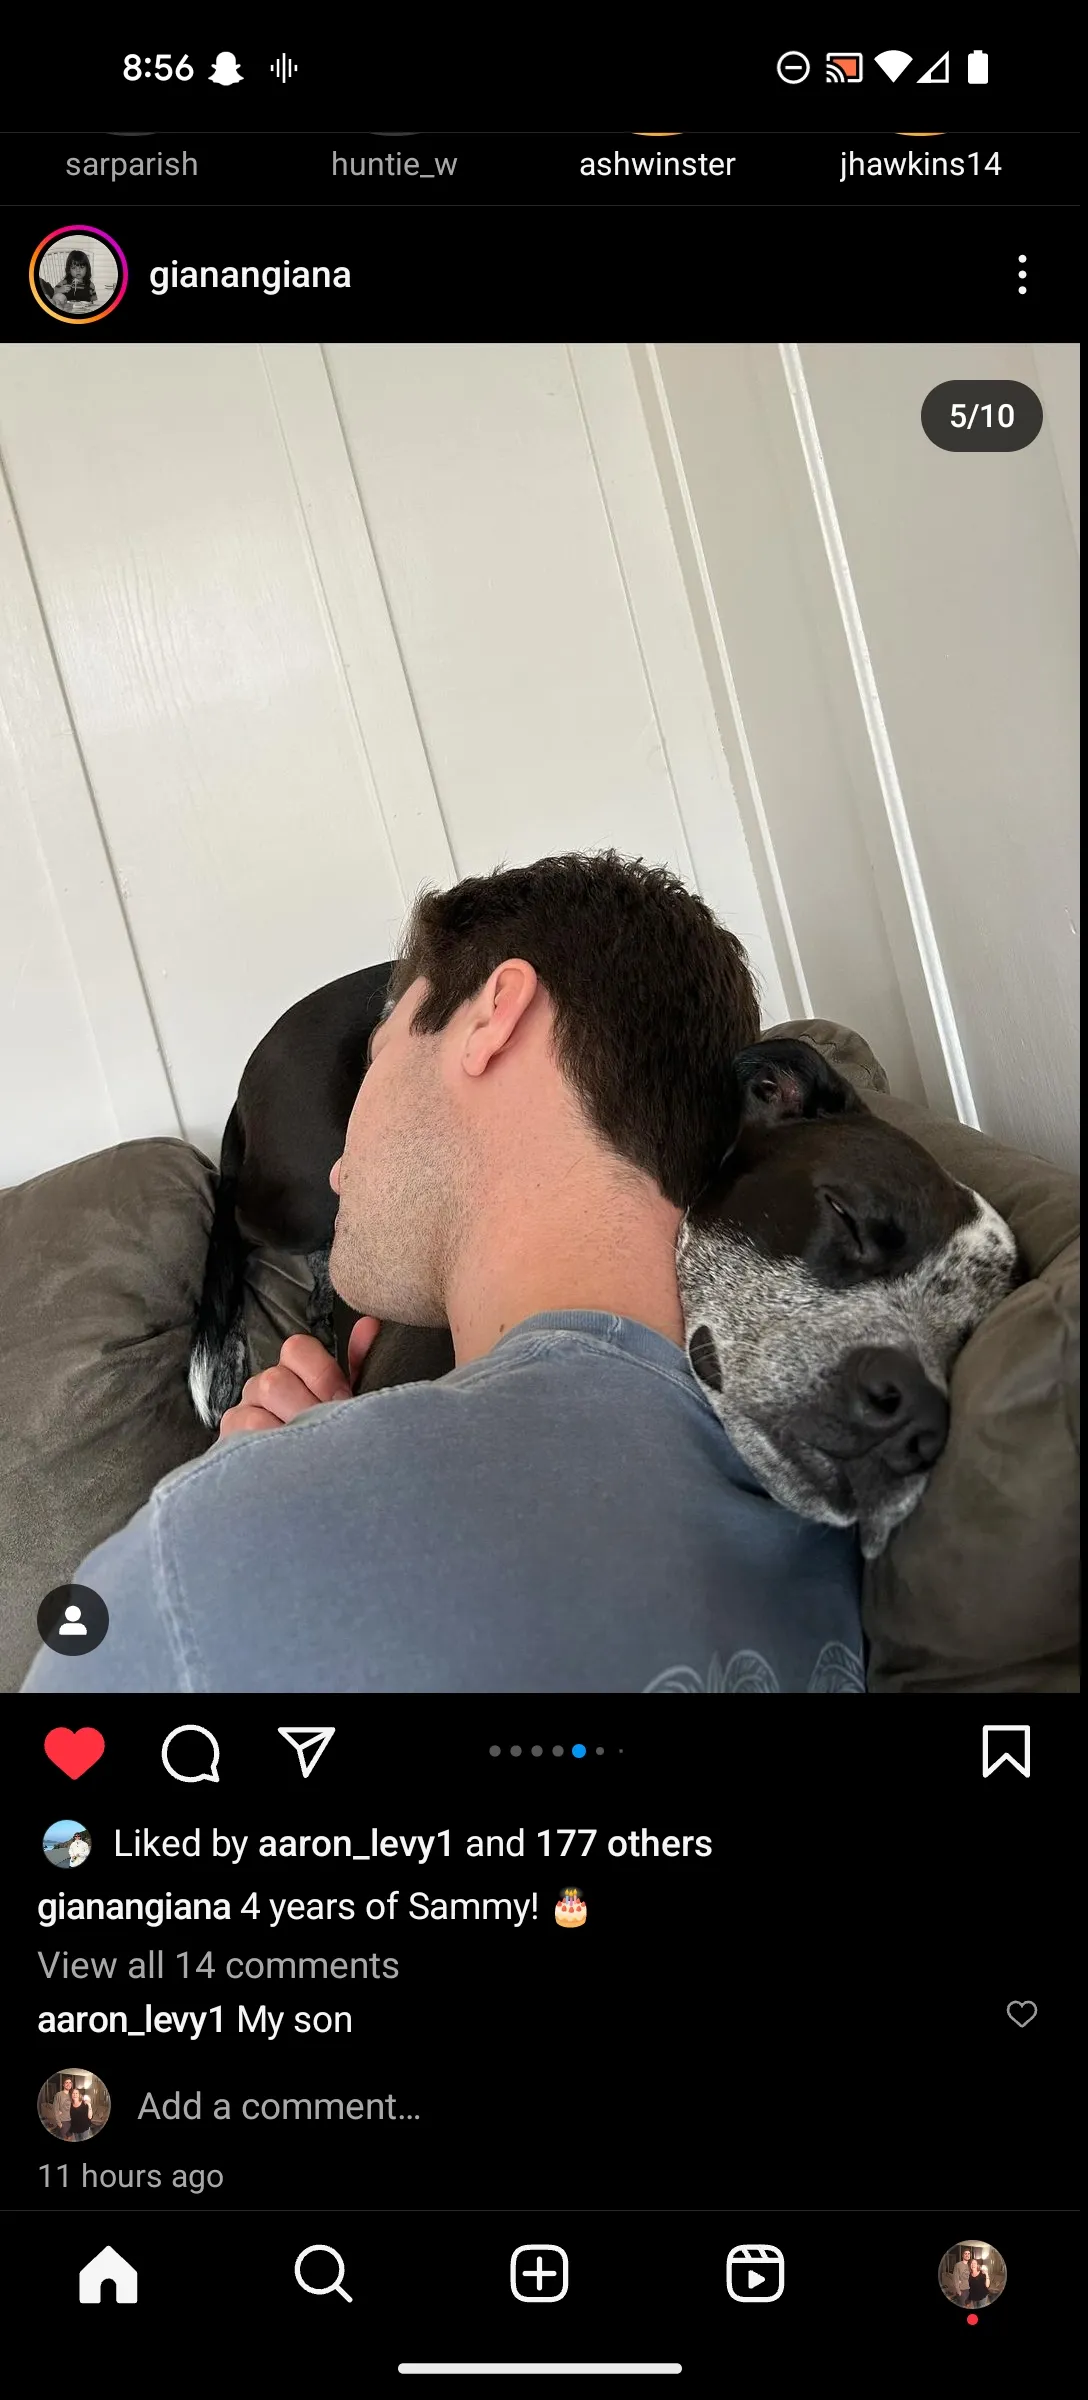 8:56
sarparish huntie_w ashwinster jhawkins14
gianangiana
5/10
Liked by aaron_levy1 and 177 others
gianangiana 4 years of Sammy! 🎂
View all 14 comments
aaron_levy1 My son
Add a comment...
11 hours ago